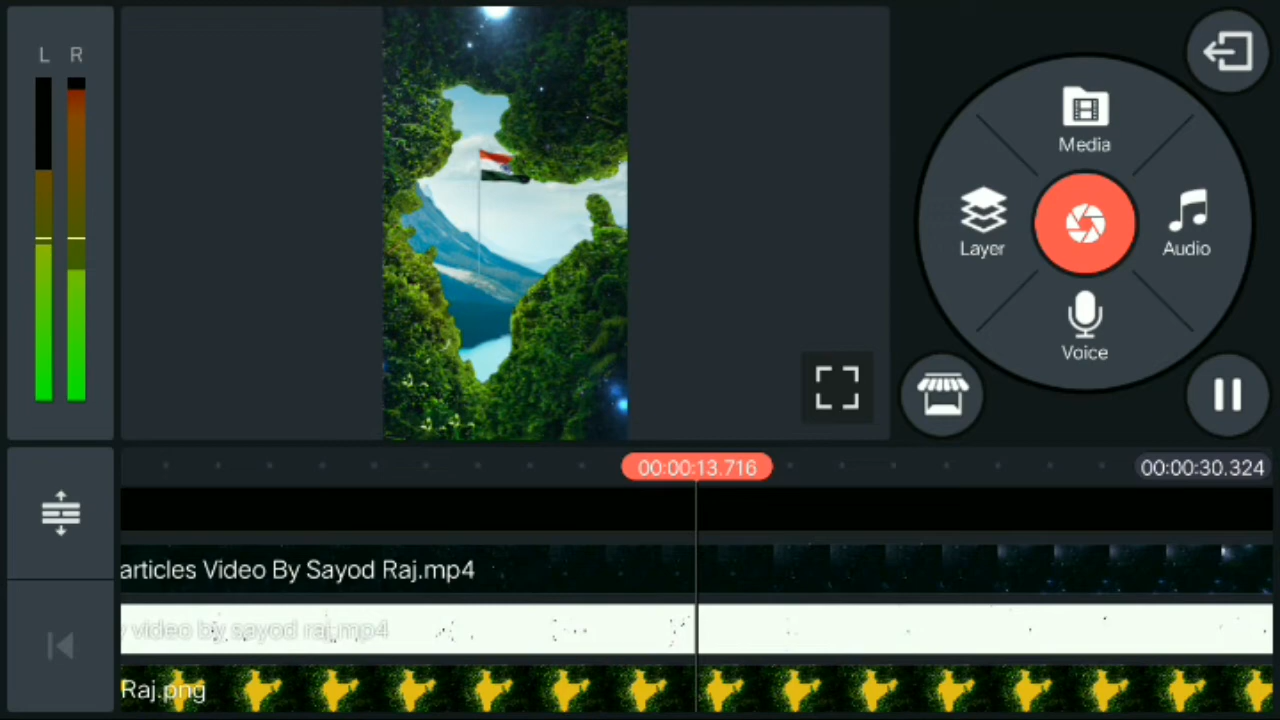 L R
Media
Layer
Audio
Voice
00:00:13.716
00:00:30.324
articles Video By Sayod Raj.mp4
video by sayod raj.mp4
Raj.png